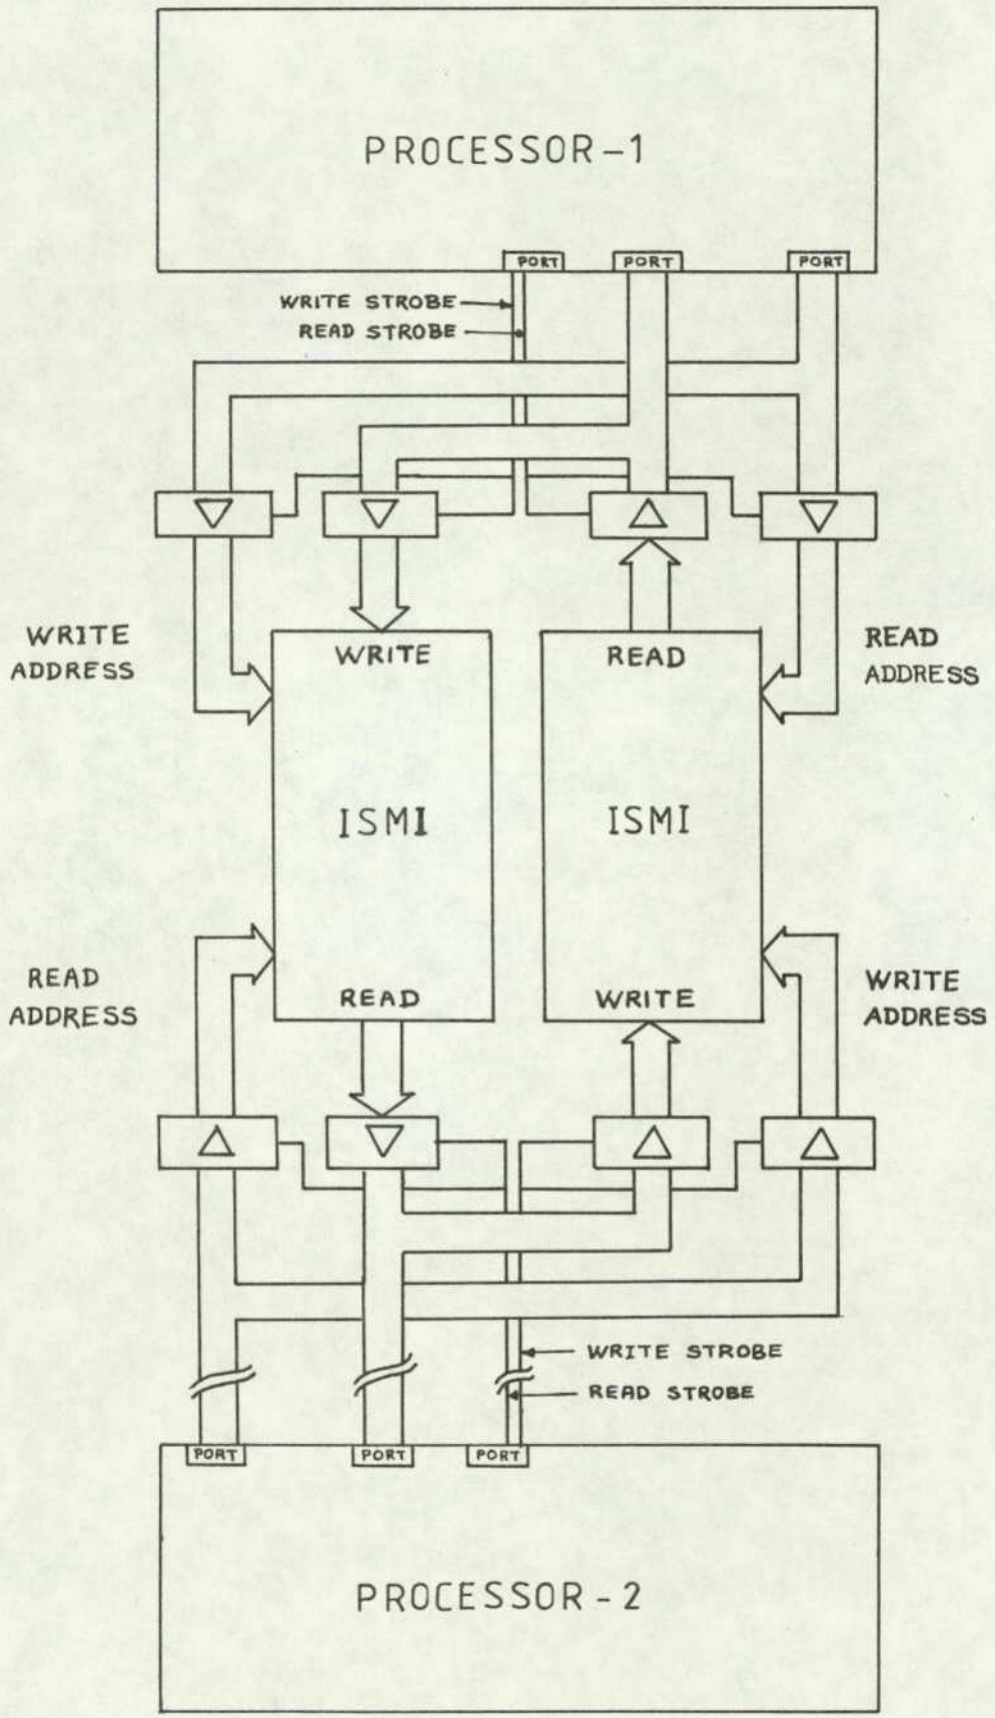 PROCESSOR-1
PORT PORT PORT
WRITE STROBE
READ STROBE
WRITE
ADDRESS
WRITE
READ
READ
ADDRESS
ISMI
ISMI
READ
ADDRESS
READ
WRITE
WRITE
ADDRESS
WRITE STROBE
READ STROBE
PORT PORT PORT
PROCESSOR-2